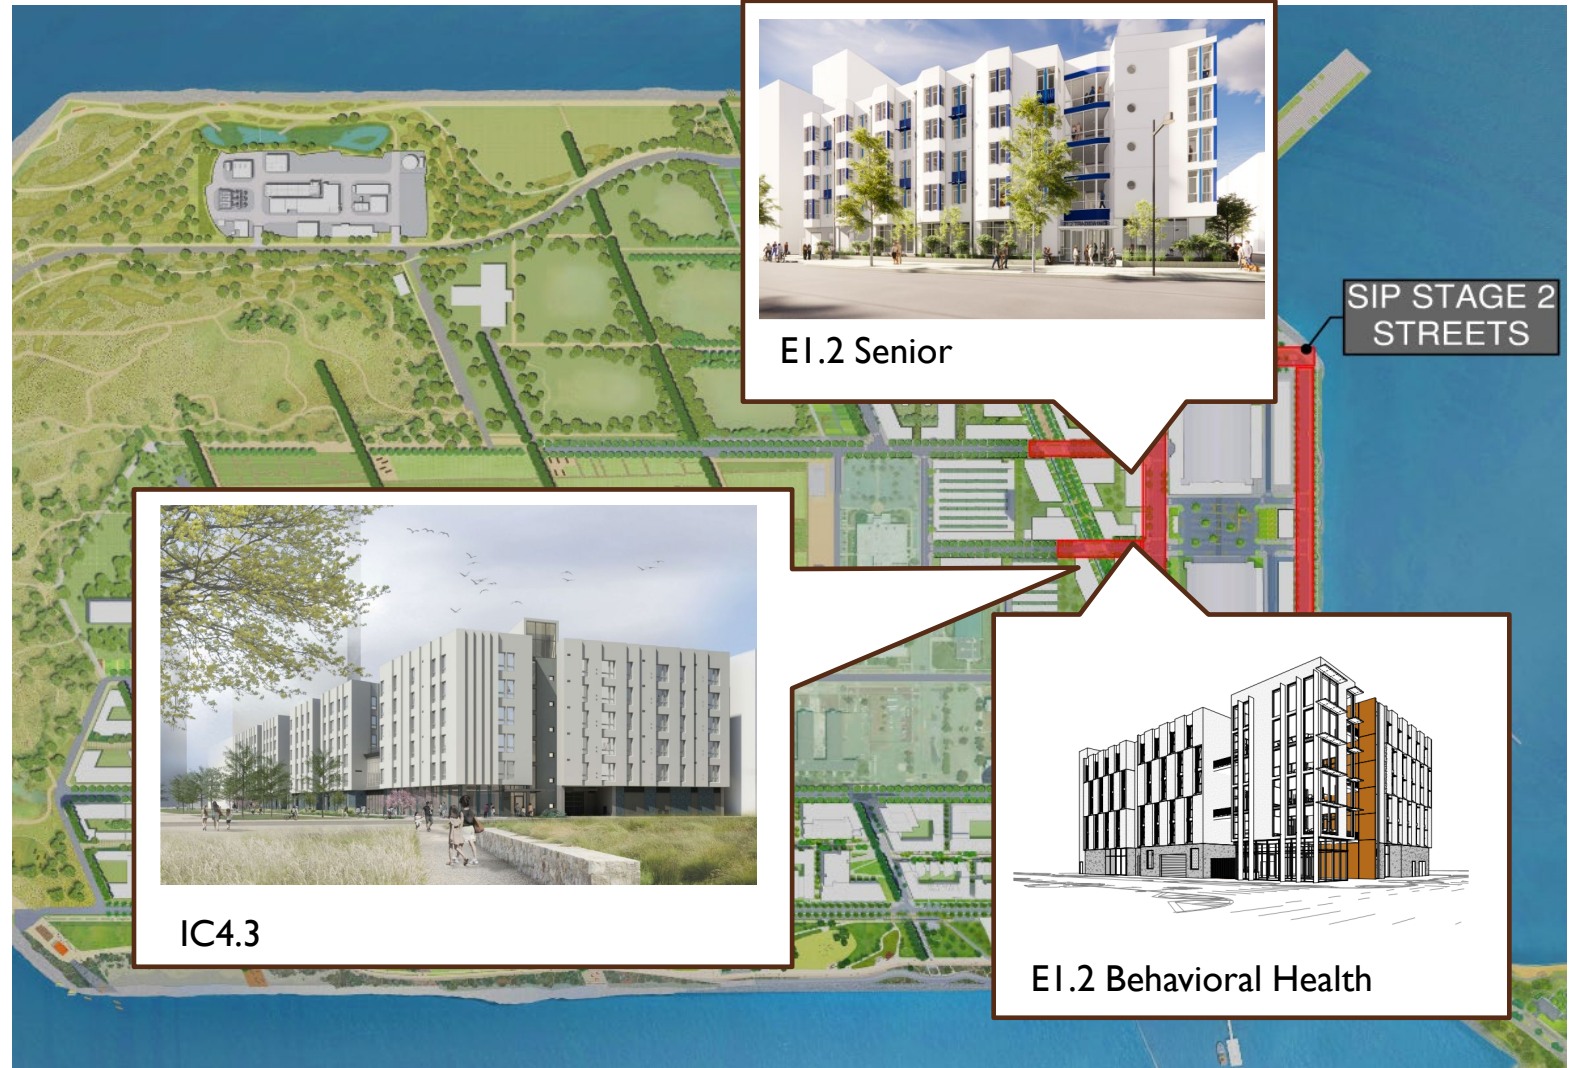 E1.2 Senior
SIP STAGE 2
STREETS
IC4.3
E1.2 Behavioral Health